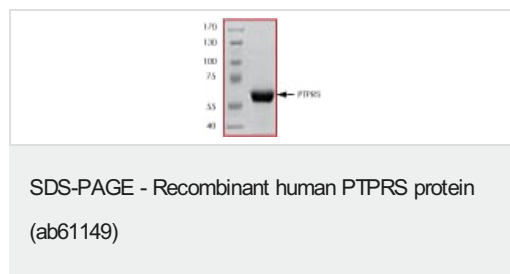 170
130
100
75
PTPRS
55
40
SDS-PAGE - Recombinant human PTPRS protein
(ab61149)